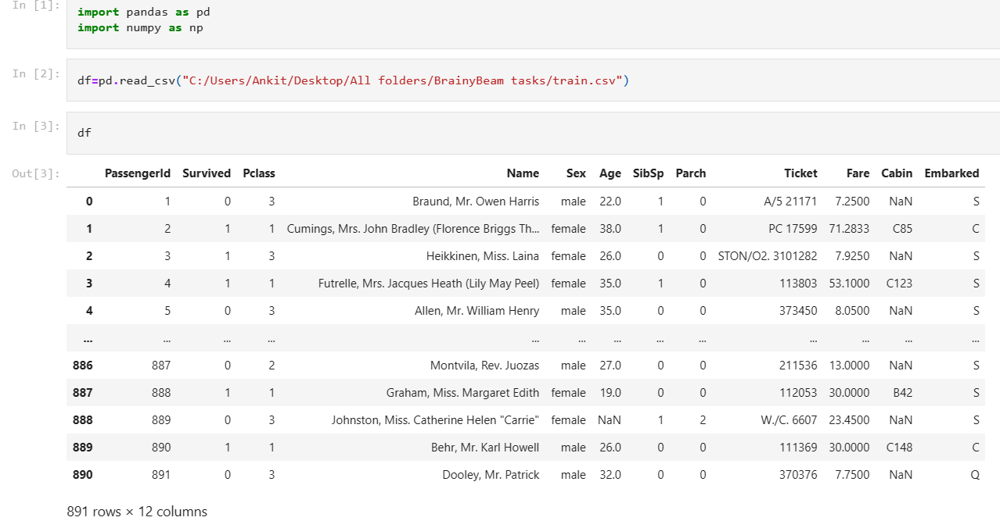 In [1]: import pandas as pd
import numpy as np
In [2]: df=pd.read_csv("C:/Users/Ankit/Desktop/All folders/BrainyBeam tasks/train.csv")
In [3]: df
Out[3]: PassengerId Survived Pclass Name Sex Age SibSp Parch Ticket Fare Cabin Embarked
0 1 0 3 Braund, Mr. Owen Harris male 22.0 1 0 A/5 21171 7.2500 NaN S
1 2 1 1 Cumings, Mrs. John Bradley (Florence Briggs Th... female 38.0 1 0 PC 17599 71.2833 C85 C
2 3 1 3 Heikkinen, Miss. Laina female 26.0 0 0 STON/O2. 3101282 7.9250 NaN S
3 4 1 1 Futrelle, Mrs. Jacques Heath (Lily May Peel) female 35.0 1 0 113803 53.1000 C123 S
4 5 0 3 Allen, Mr. William Henry male 35.0 0 0 373450 8.0500 NaN S
... ... ... ... ... ... ... ... ... ... ... ... ...
886 887 0 2 Montvila, Rev. Juozas male 27.0 0 0 211536 13.0000 NaN S
887 888 1 1 Graham, Miss. Margaret Edith female 19.0 0 0 112053 30.0000 B42 S
888 889 0 3 Johnston, Miss. Catherine Helen "Carrie" female NaN 1 2 W./C. 6607 23.4500 NaN S
889 890 1 1 Behr, Mr. Karl Howell male 26.0 0 0 111369 30.0000 C148 C
890 891 0 3 Dooley, Mr. Patrick male 32.0 0 0 370376 7.7500 NaN Q
891 rows × 12 columns